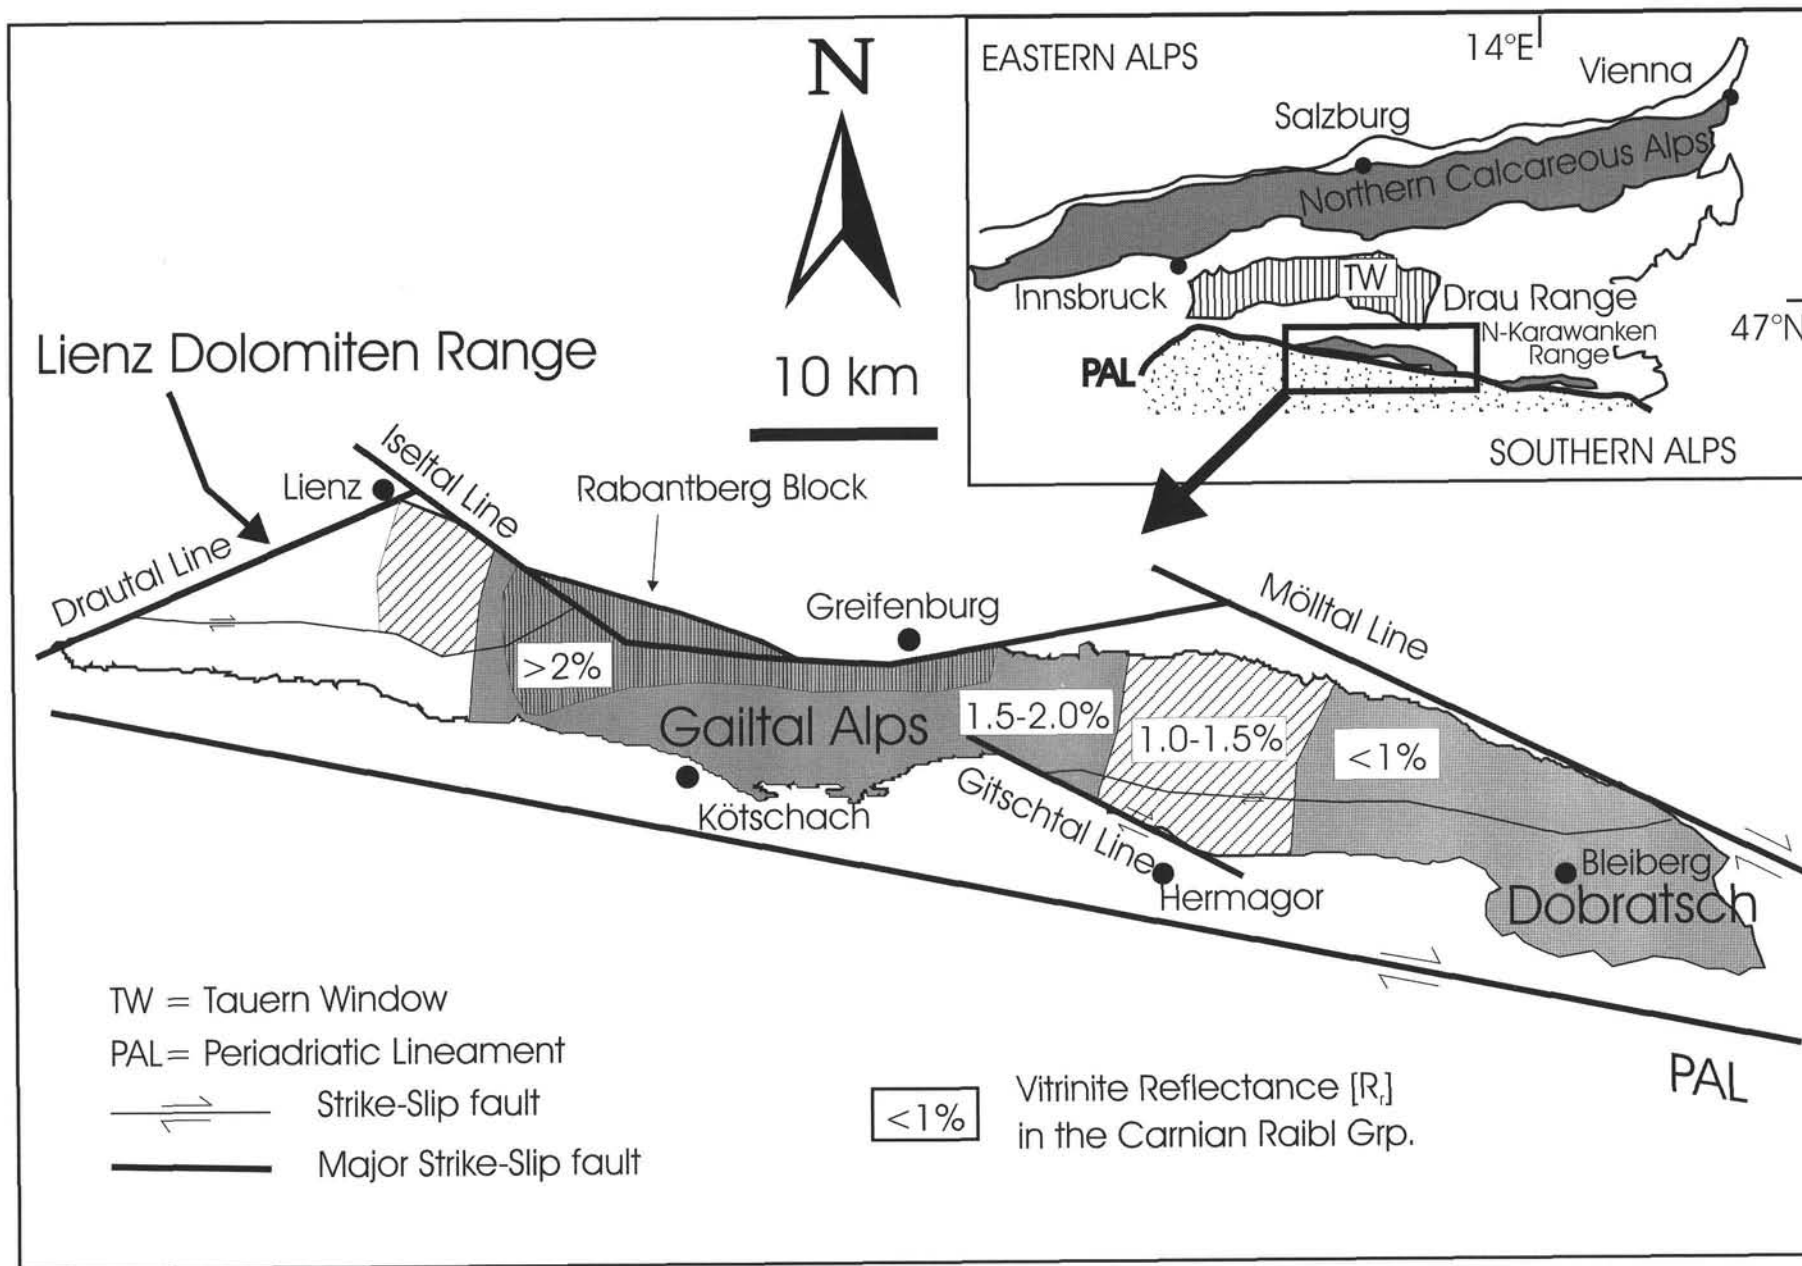 N
10 km
EASTERN ALPS
14°E
Vienna
Salzburg
Northern Calcareous Alps
Innsbruck
TW
Drau Range
N-Karawanken
Range
47°N
PAL
SOUTHERN ALPS
Lienz Dolomiten Range
Lienz
Iseltal Line
Rabantberg Block
Drautal Line
Greifenburg
Mölltal Line
>2%
Gailtal Alps
1.5-2.0%
1.0-1.5%
<1%
Kötschach
Gitschtal Line
Hermagor
Bleiberg
Dobratsch
PAL
TW = Tauern Window
PAL= Periadriatic Lineament
Strike-Slip fault
Major Strike-Slip fault
<1%
Vitrinite Reflectance [Rr]
in the Carnian Raibl Grp.